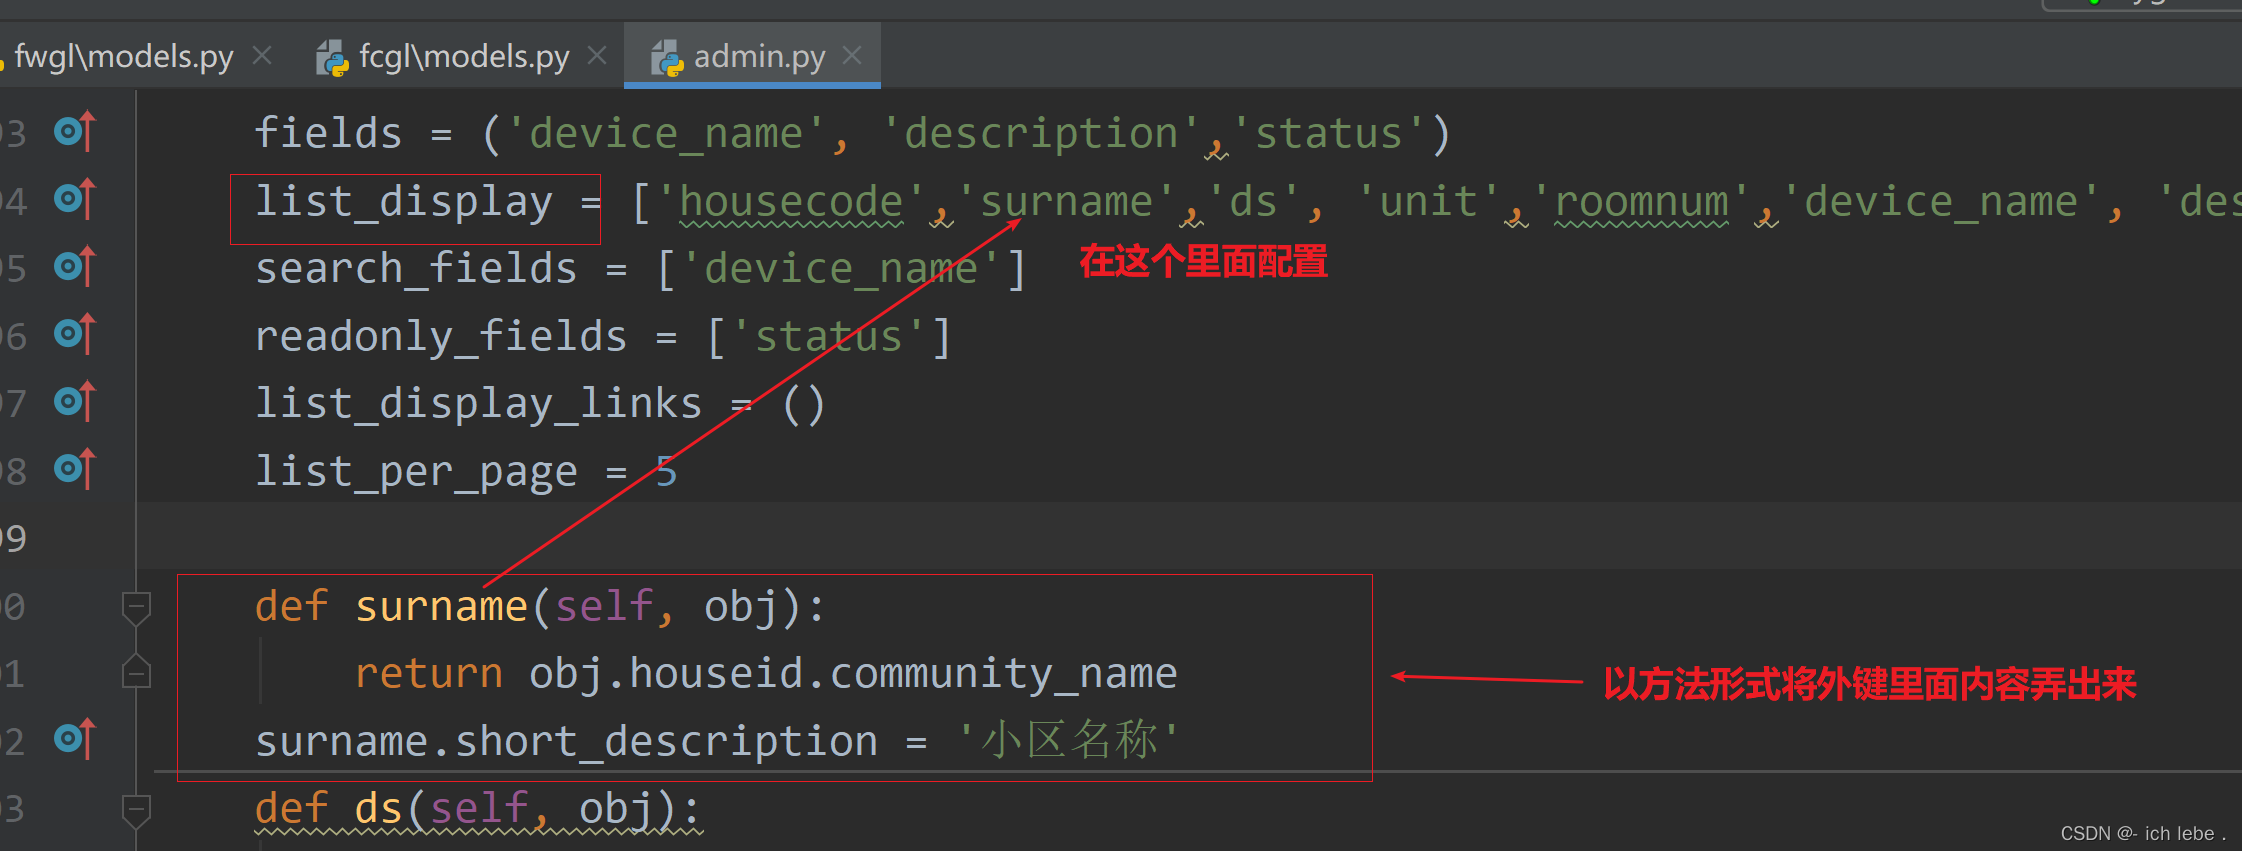 fwgl\models.py fcgl\models.py admin.py
03 fields = ('device_name', 'description','status')
04 list_display = ['housecode','surname','ds', 'unit','roomnum','device_name', 'des
在这个里面配置
05 search_fields = ['device_name']
06 readonly_fields = ['status']
07 list_display_links = ()
08 list_per_page = 5
09
00 def surname(self, obj):
01 return obj.houseid.community_name
以方法形式将外键里面内容弄出来
02 surname.short_description = '小区名称'
03 def ds(self, obj):
CSDN @- ich lebe .